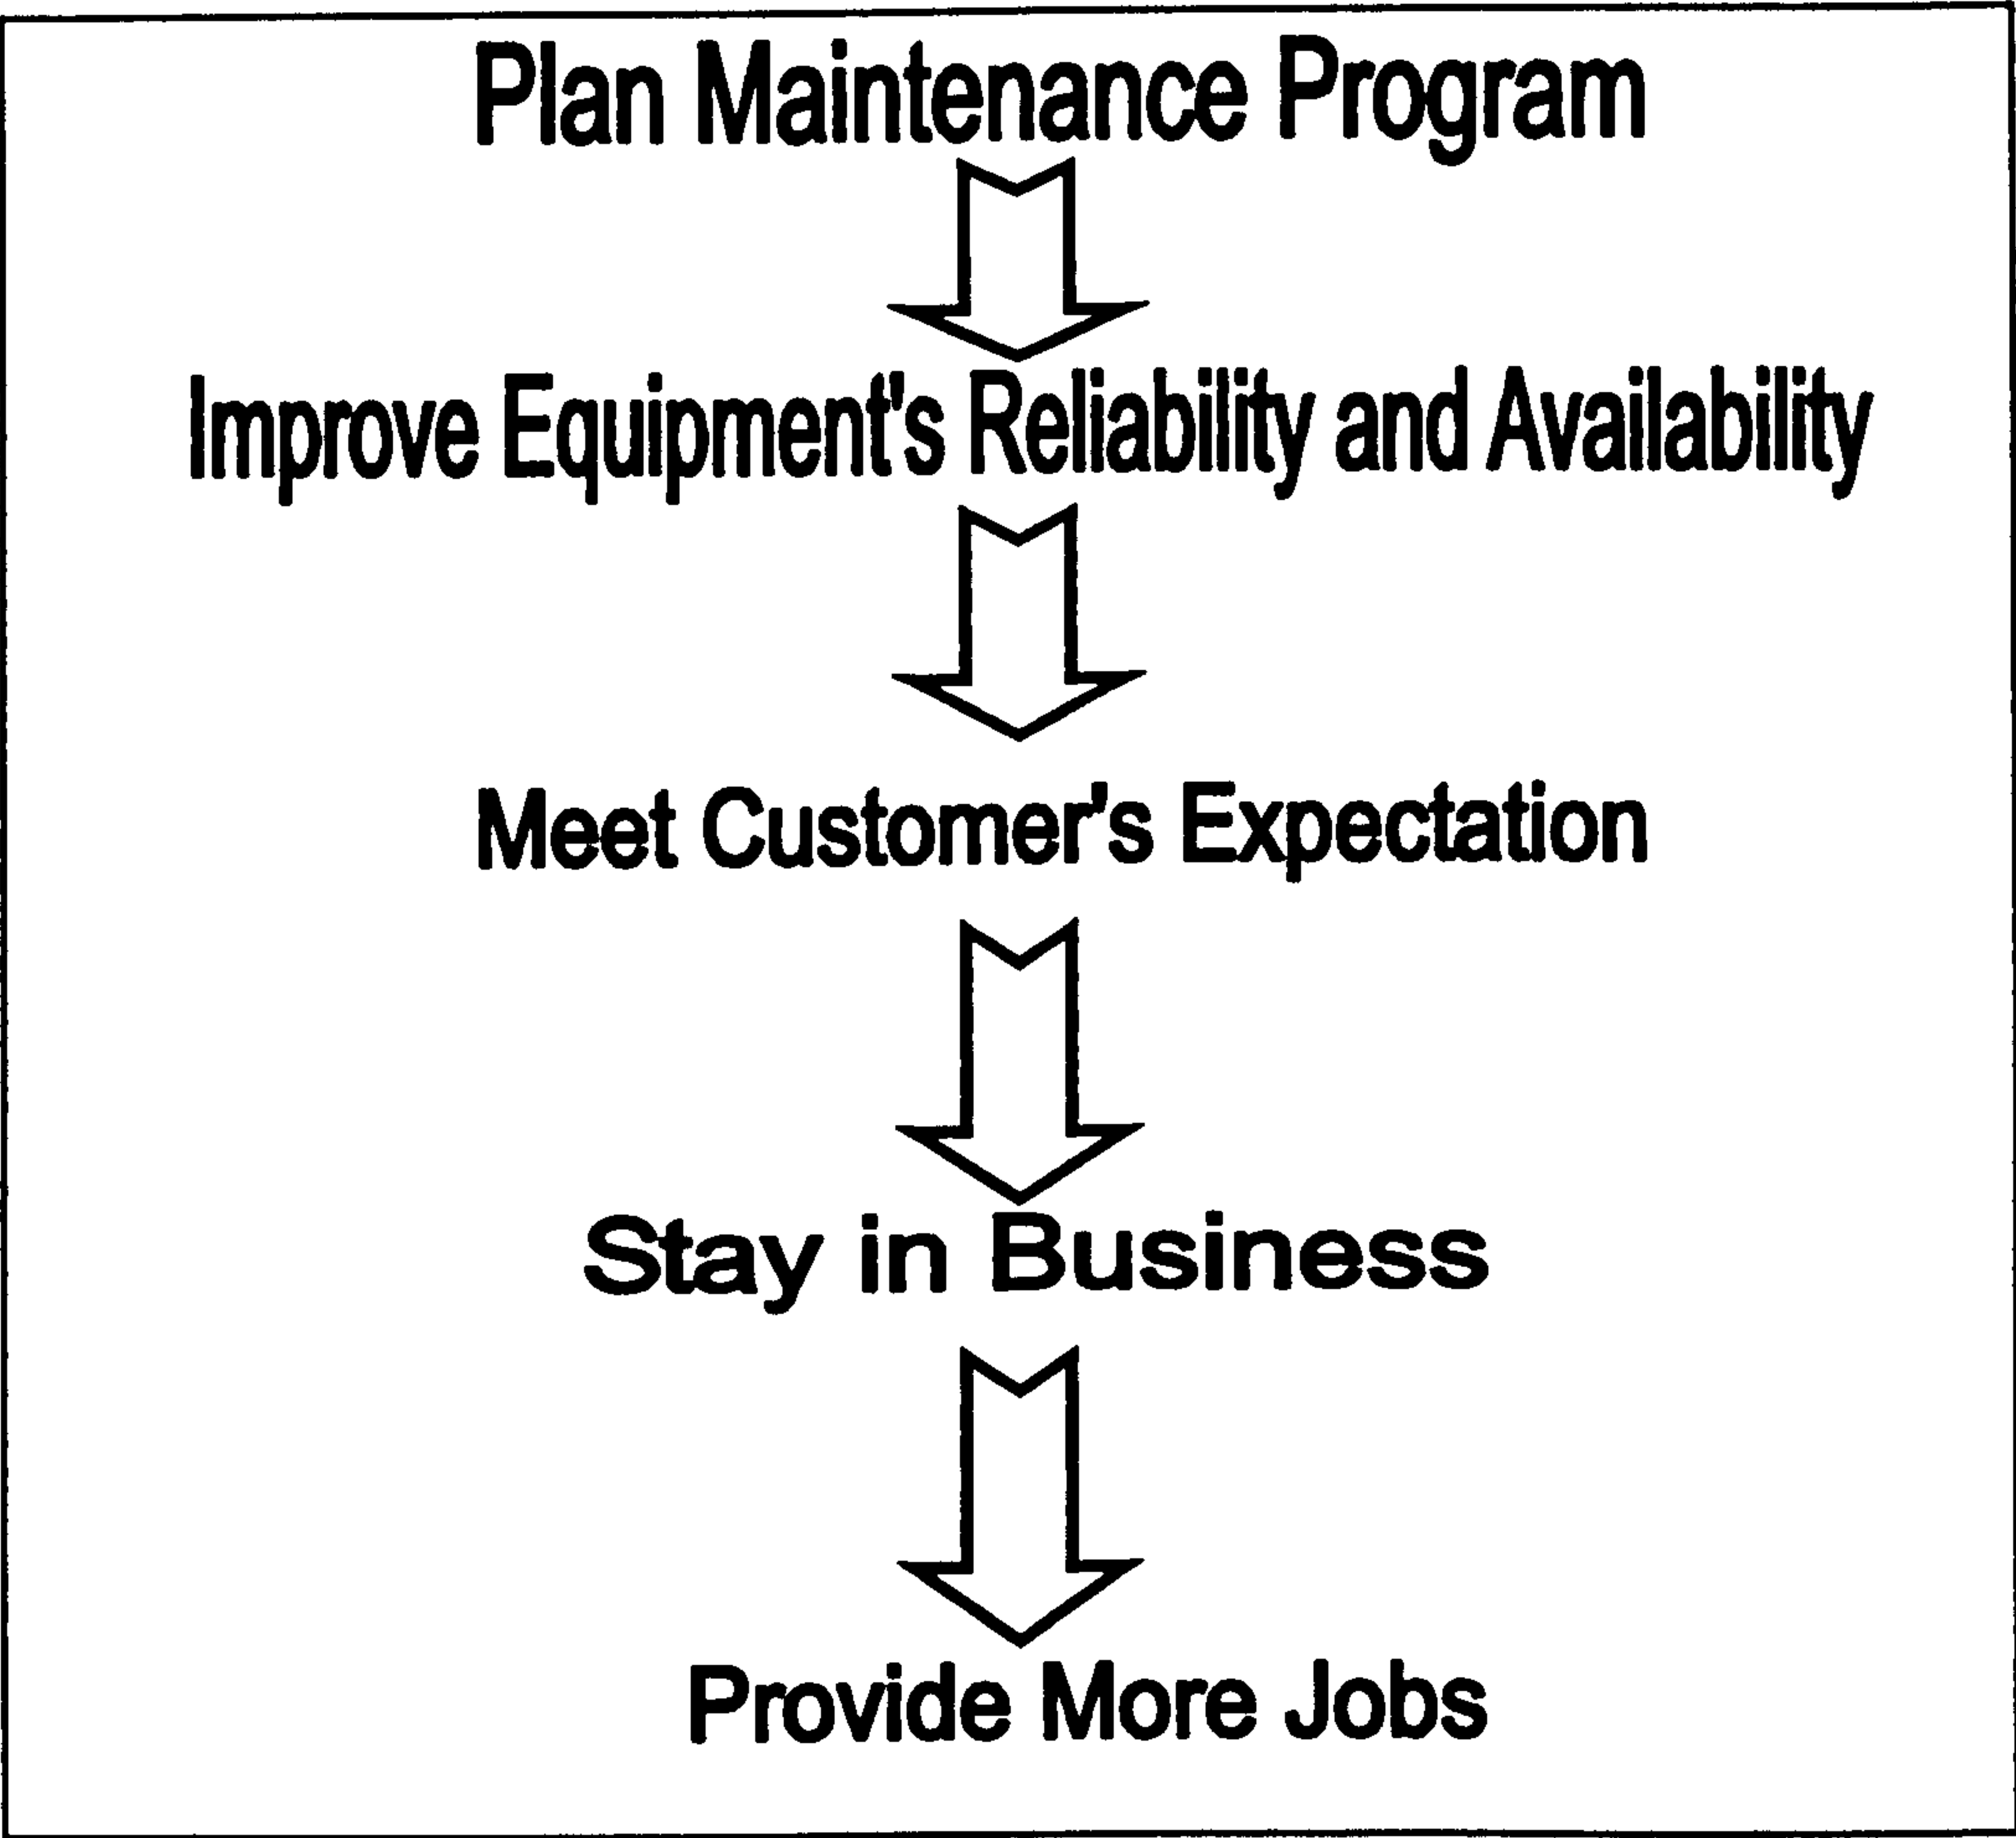 Plan Maintenance Program
Improve Equipment's Reliability and Availability
Meet Customer's Expectation
Stay in Business
Provide More Jobs